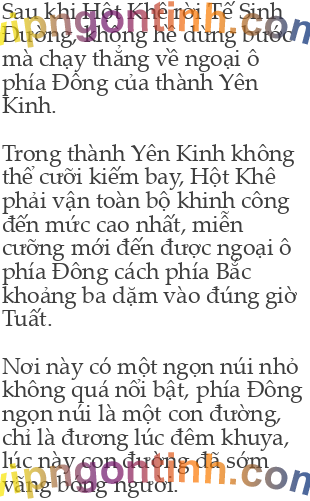 Sau khi Hột Khê rời Tế Sinh
Đường, không hề dừng bước
mà chạy thẳng về ngoại ô
phía Đông của thành Yên
Kinh.
Trong thành Yên Kinh không
thể cưỡi kiếm bay, Hột Khê
phải vận toàn bộ khinh công
đến mức cao nhất, miễn
cưỡng mới đến được ngoại ô
phía Đông cách phía Bắc
khoảng ba dặm vào đúng giờ
Tuất.
Nơi này có một ngọn núi nhỏ
không quá nổi bật, phía Đông
ngọn núi là một con đường,
chỉ là đương lúc đêm khuya,
lúc này con đường đã sớm
vắng bóng người.